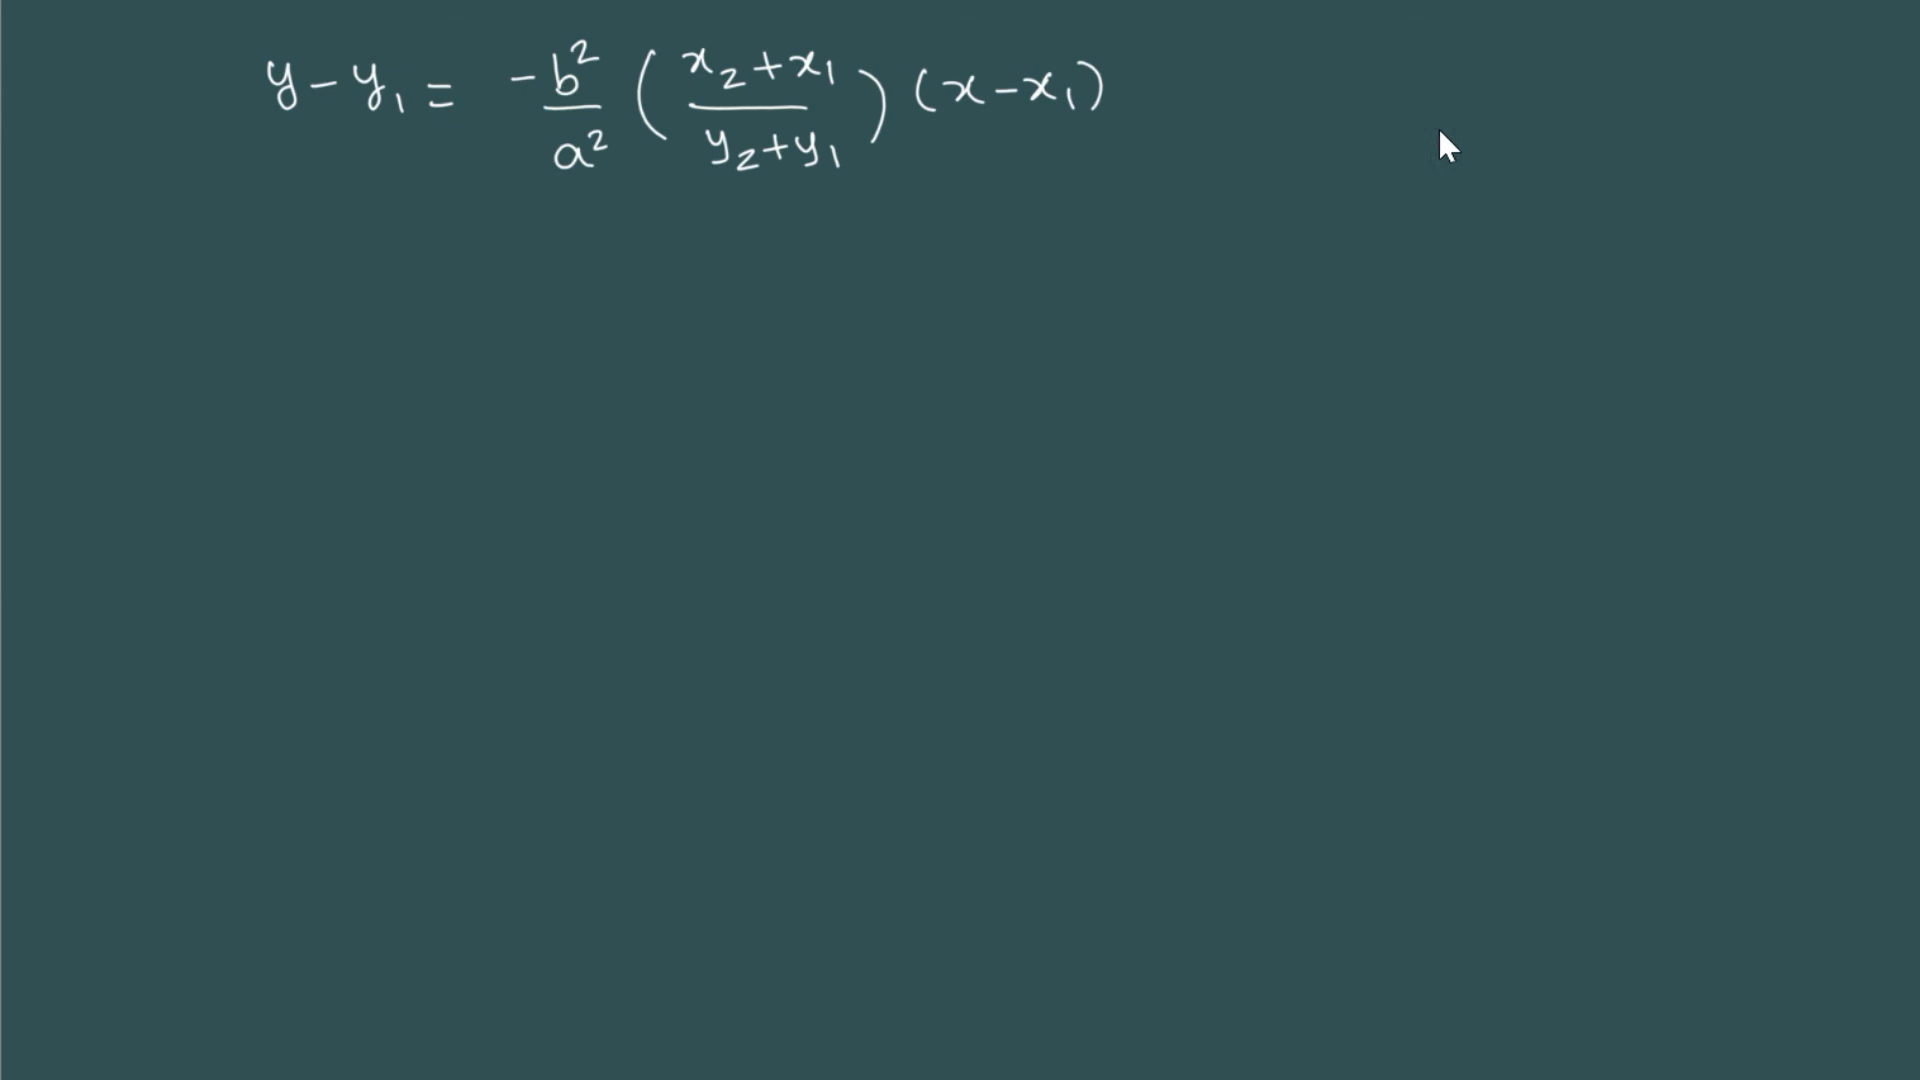 y - y₁ = -b²/a² ( (x₂+x₁)/(y₂+y₁) ) (x - x₁)